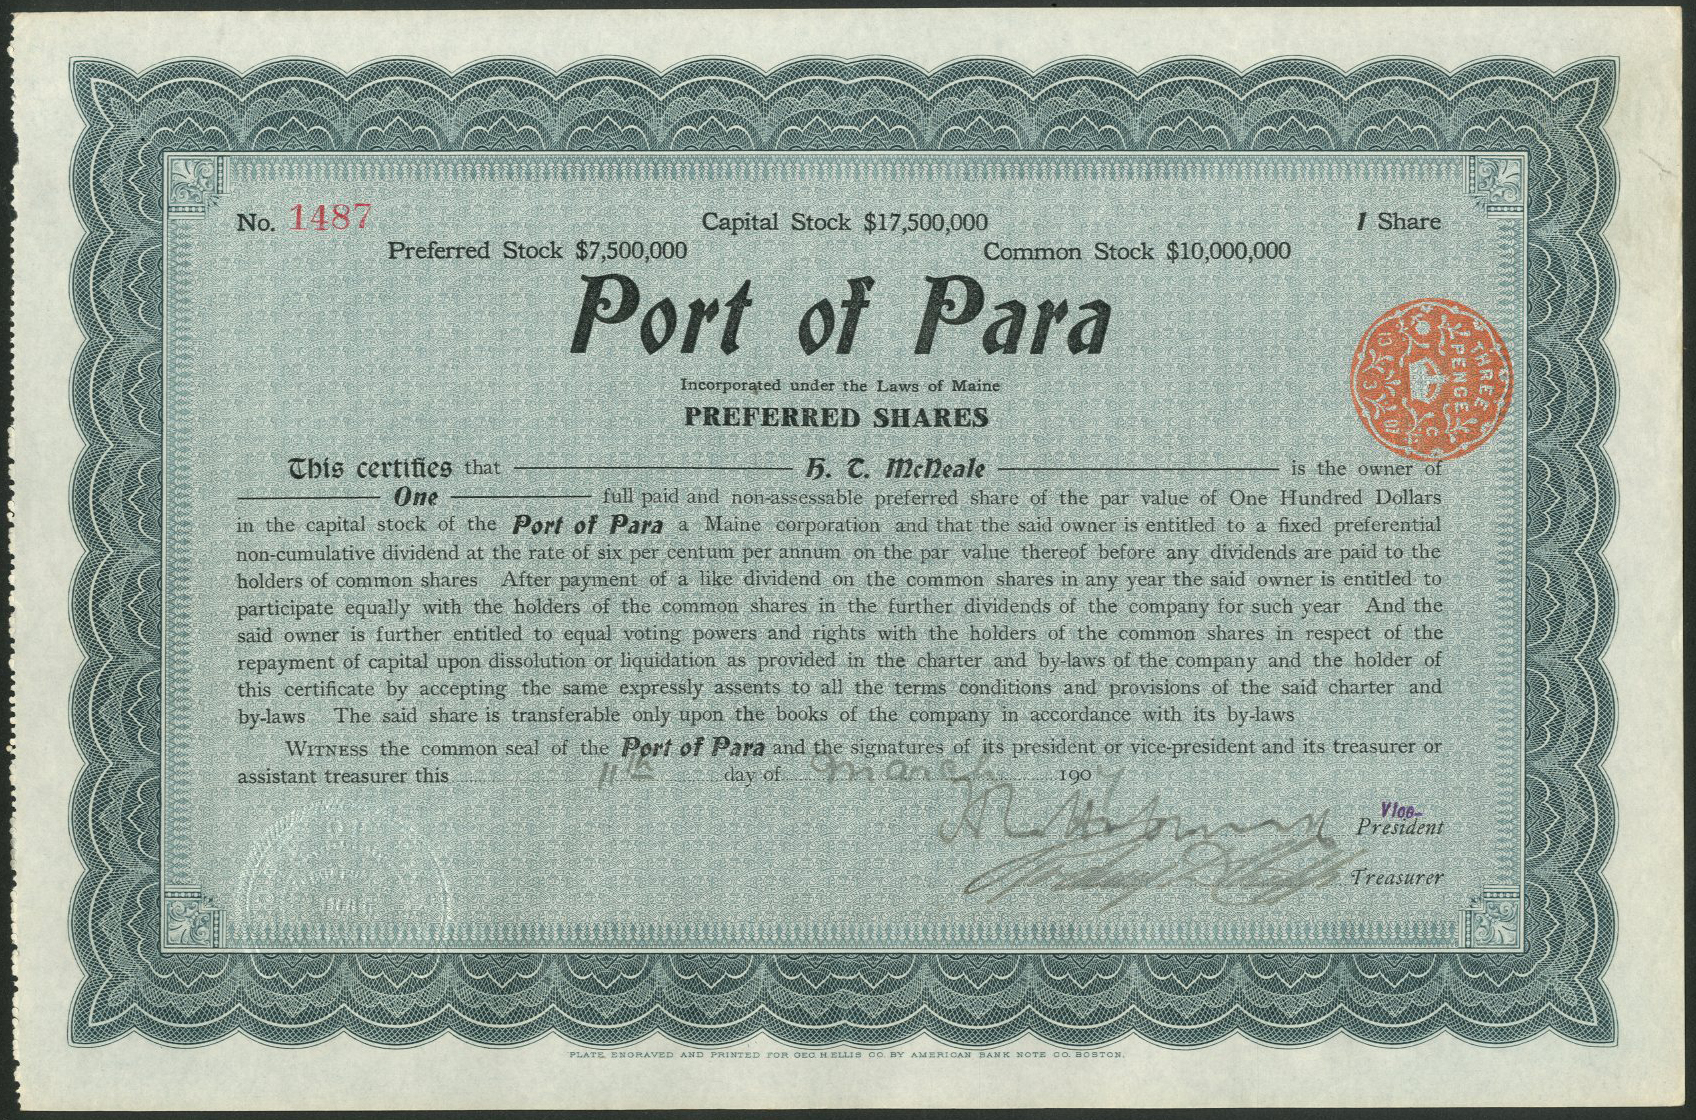 No. 1487 Capital Stock $17,500,000 1 Share
Preferred Stock $7,500,000 Common Stock $10,000,000
Port of Para
Incorporated under the Laws of Maine
PREFERRED SHARES
THREE PENCE
This certifies that H. T. McNeale is the owner of
One full paid and non-assessable preferred share of the par value of One Hundred Dollars
in the capital stock of the Port of Para a Maine corporation and that the said owner is entitled to a fixed preferential
non-cumulative dividend at the rate of six per centum per annum on the par value thereof before any dividends are paid to the
holders of common shares After payment of a like dividend on the common shares in any year the said owner is entitled to
participate equally with the holders of the common shares in the further dividends of the company for such year And the
said owner is further entitled to equal voting powers and rights with the holders of the common shares in respect of the
repayment of capital upon dissolution or liquidation as provided in the charter and by-laws of the company and the holder of
this certificate by accepting the same expressly assents to all the terms conditions and provisions of the said charter and
by-laws The said share is transferable only upon the books of the company in accordance with its by-laws
WITNESS the common seal of the Port of Para and the signatures of its president or vice-president and its treasurer or
assistant treasurer this 11th day of March 190
Vice-
President
Treasurer
PLATE ENGRAVED AND PRINTED FOR GEO. H. ELLIS CO. BY AMERICAN BANK NOTE CO. BOSTON.